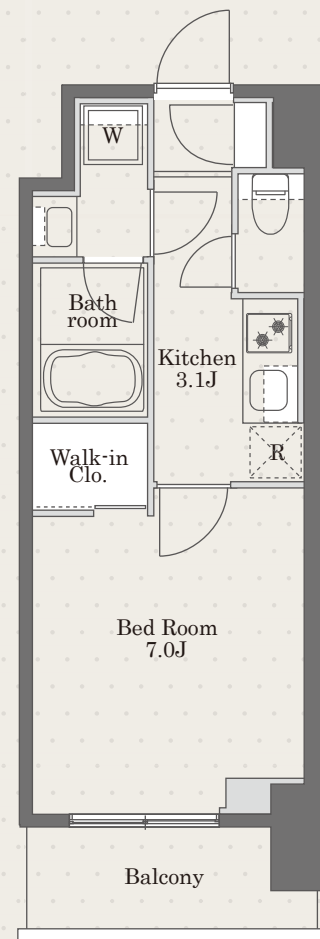 W
Bath
room
Kitchen
3.1J
Walk-in
Clo.
R
Bed Room
7.0J
Balcony